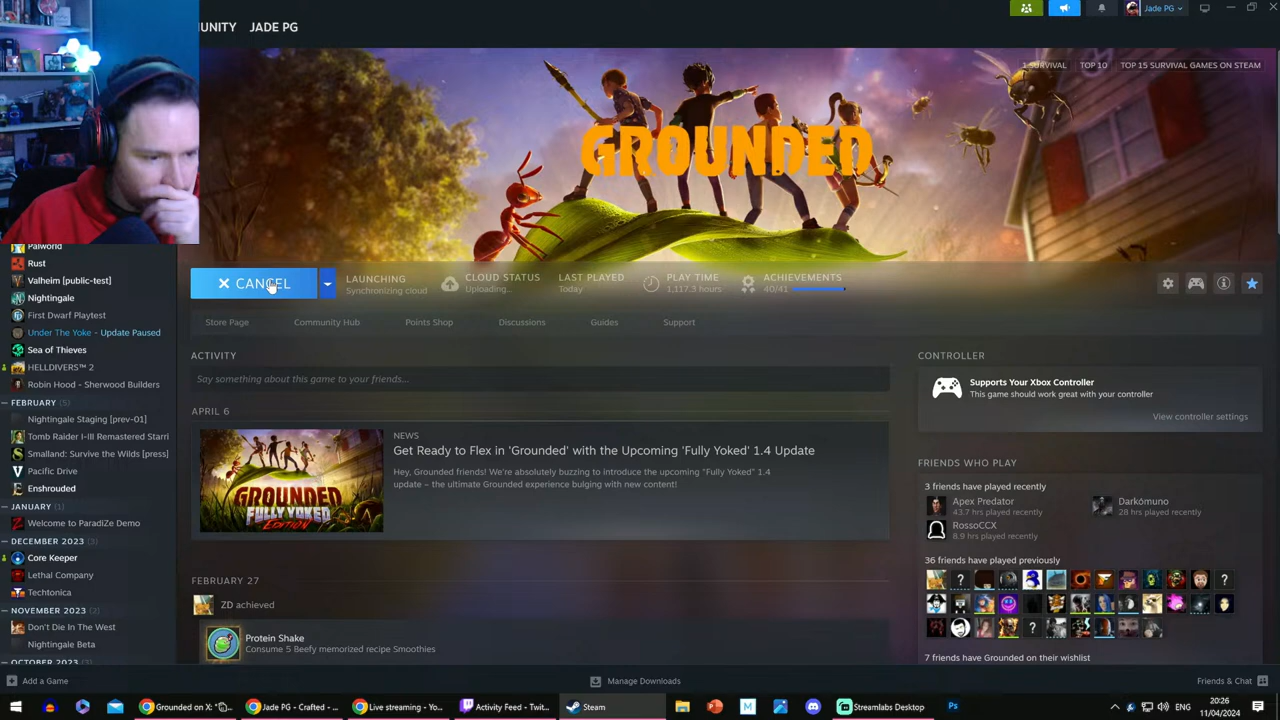 UNITY JADE PG
Jade PG
1 SURVIVAL TOP 10 TOP 15 SURVIVAL GAMES ON STEAM
GROUNDED
Palworld
Rust
Valheim [public-test]
Nightingale
First Dwarf Playtest
Under The Yoke - Update Paused
Sea of Thieves
HELLDIVERS™ 2
Robin Hood - Sherwood Builders
FEBRUARY (5)
Nightingale Staging [prev-01]
Tomb Raider I-III Remastered Starri
Smalland: Survive the Wilds [press]
Pacific Drive
Enshrouded
JANUARY (1)
Welcome to ParadiZe Demo
DECEMBER 2023 (3)
Core Keeper
Lethal Company
Techtonica
NOVEMBER 2023 (2)
Don't Die In The West
Nightingale Beta
OCTOBER 2023 (3)
CANCEL
LAUNCHING
Synchronizing cloud
CLOUD STATUS
Uploading...
LAST PLAYED
Today
PLAY TIME
1,117.3 hours
ACHIEVEMENTS
40/41
Store Page Community Hub Points Shop Discussions Guides Support
ACTIVITY
Say something about this game to your friends...
APRIL 6
GROUNDED
FULLY YOKED
EDITION
NEWS
Get Ready to Flex in 'Grounded' with the Upcoming 'Fully Yoked' 1.4 Update
Hey, Grounded friends! We're absolutely buzzing to introduce the upcoming "Fully Yoked" 1.4
update – the ultimate Grounded experience bulging with new content!
FEBRUARY 27
ZD achieved
Protein Shake
Consume 5 Beefy memorized recipe Smoothies
CONTROLLER
Supports Your Xbox Controller
This game should work great with your controller
View controller settings
FRIENDS WHO PLAY
3 friends have played recently
Apex Predator
43.7 hrs played recently
Darkómuno
28 hrs played recently
RossoCCX
8.9 hrs played recently
36 friends have played previously
7 friends have Grounded on their wishlist
Add a Game
Manage Downloads
Friends & Chat
Grounded on X: "
Jade PG - Crafted - ...
Live streaming - Yo...
Activity Feed - Twit...
Steam
Streamlabs Desktop
ENG
20:26
11/04/2024